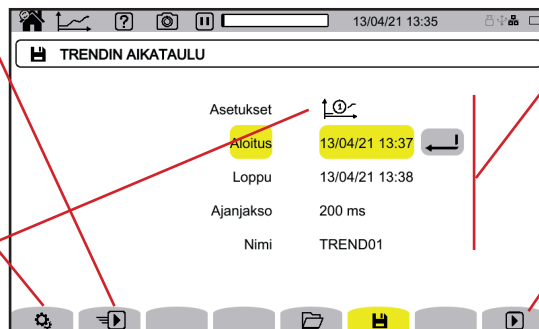 13/04/21 13:35
TRENDIN AIKATAULU
Asetukset 1
Aloitus 13/04/21 13:37
Loppu 13/04/21 13:38
Ajanjakso 200 ms
Nimi TREND01